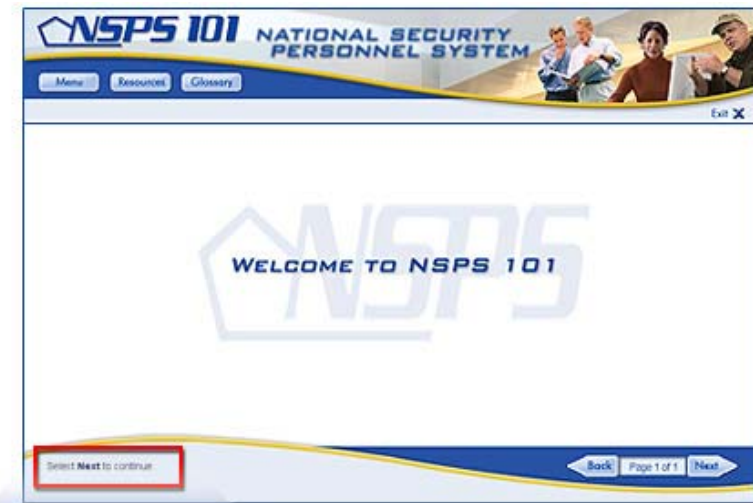 NSPS 101
NATIONAL SECURITY
PERSONNEL SYSTEM
Menu Resources Glossary
Exit X
NSPS
WELCOME TO NSPS 101
Select Next to continue.
Back Page 1 of 1 Next